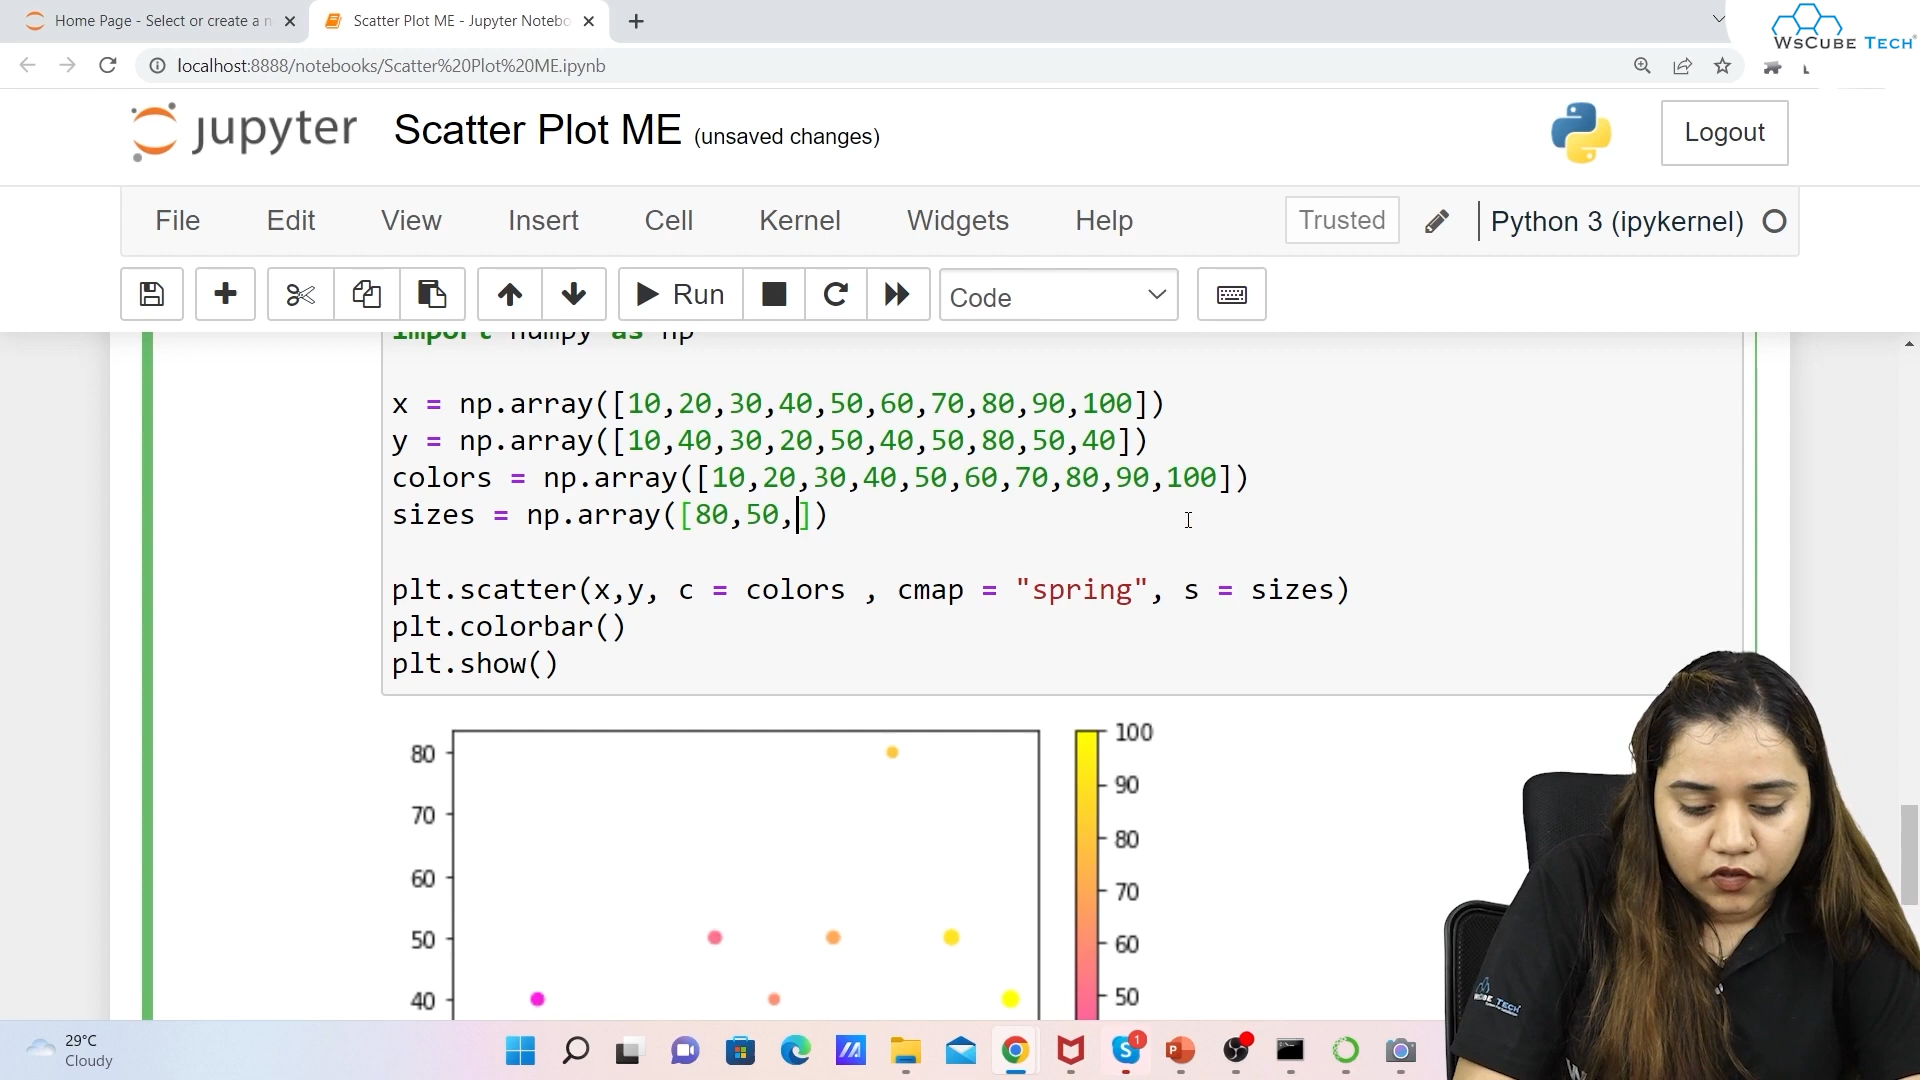 Home Page - Select or create a n
Scatter Plot ME - Jupyter Notebo
WsCube Tech
localhost:8888/notebooks/Scatter%20Plot%20ME.ipynb
jupyter Scatter Plot ME (unsaved changes)
Logout
File Edit View Insert Cell Kernel Widgets Help
Trusted
Python 3 (ipykernel)
Run
Code
import numpy as np
x = np.array([10,20,30,40,50,60,70,80,90,100])
y = np.array([10,40,30,20,50,40,50,80,50,40])
colors = np.array([10,20,30,40,50,60,70,80,90,100])
sizes = np.array([80,50,])
plt.scatter(x,y, c = colors , cmap = "spring", s = sizes)
plt.colorbar()
plt.show()
80
70
60
50
40
100
90
80
70
60
50
29°C
Cloudy
1